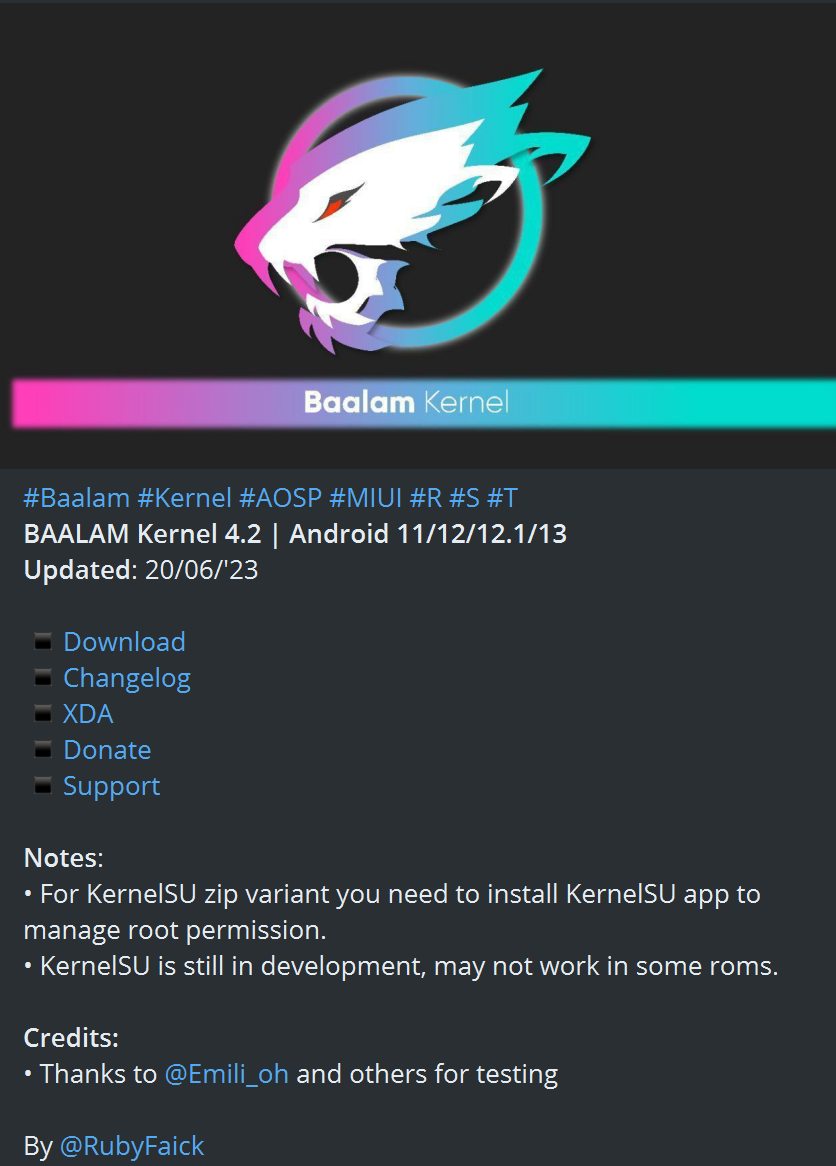 Baalam Kernel
#Baalam #Kernel #AOSP #MIUI #R #S #T
BAALAM Kernel 4.2 | Android 11/12/12.1/13
Updated: 20/06/'23
▪️ Download
▪️ Changelog
▪️ XDA
▪️ Donate
▪️ Support
Notes:
• For KernelSU zip variant you need to install KernelSU app to
manage root permission.
• KernelSU is still in development, may not work in some roms.
Credits:
• Thanks to @Emili_oh and others for testing
By @RubyFaick